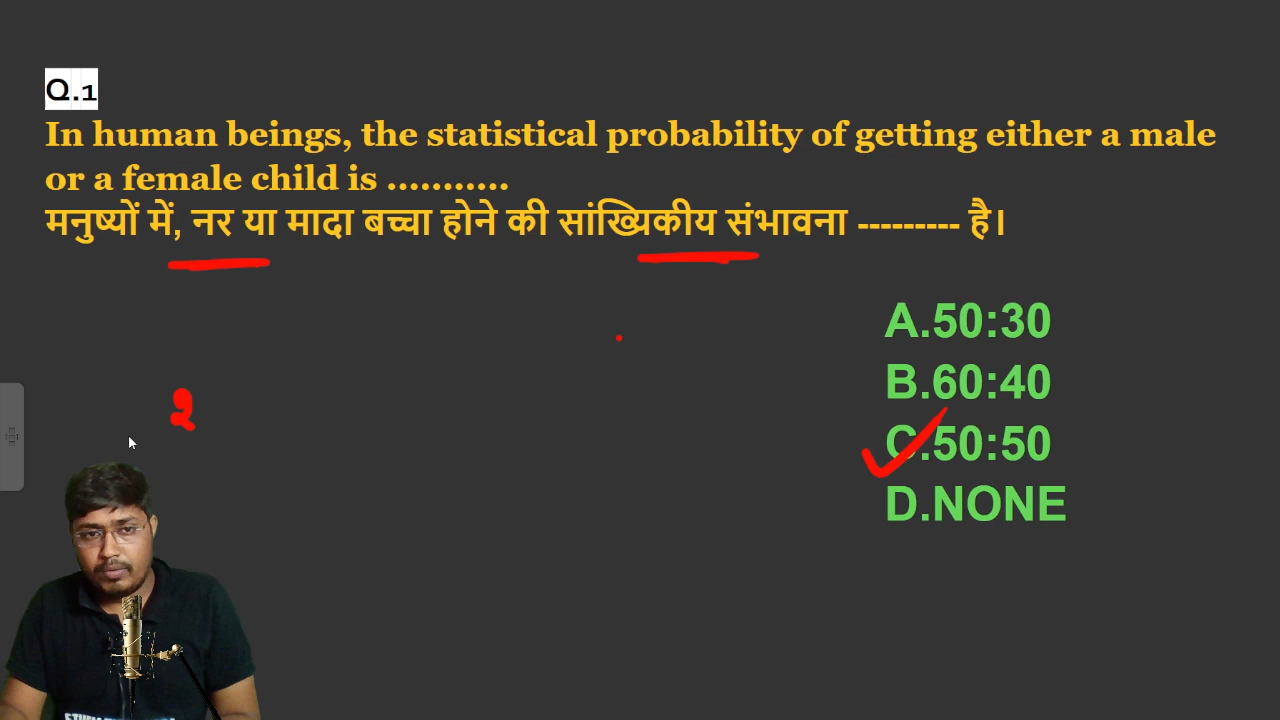 Q.1
In human beings, the statistical probability of getting either a male
or a female child is ...........
मनुष्यों में, नर या मादा बच्चा होने की सांख्यिकीय संभावना --------- है।
A.50:30
B.60:40
C.50:50
D.NONE